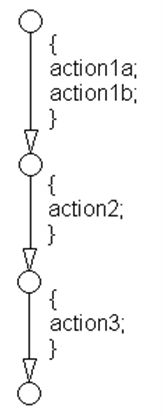 {
action1a;
action1b;
}
{
action2;
}
{
action3;
}